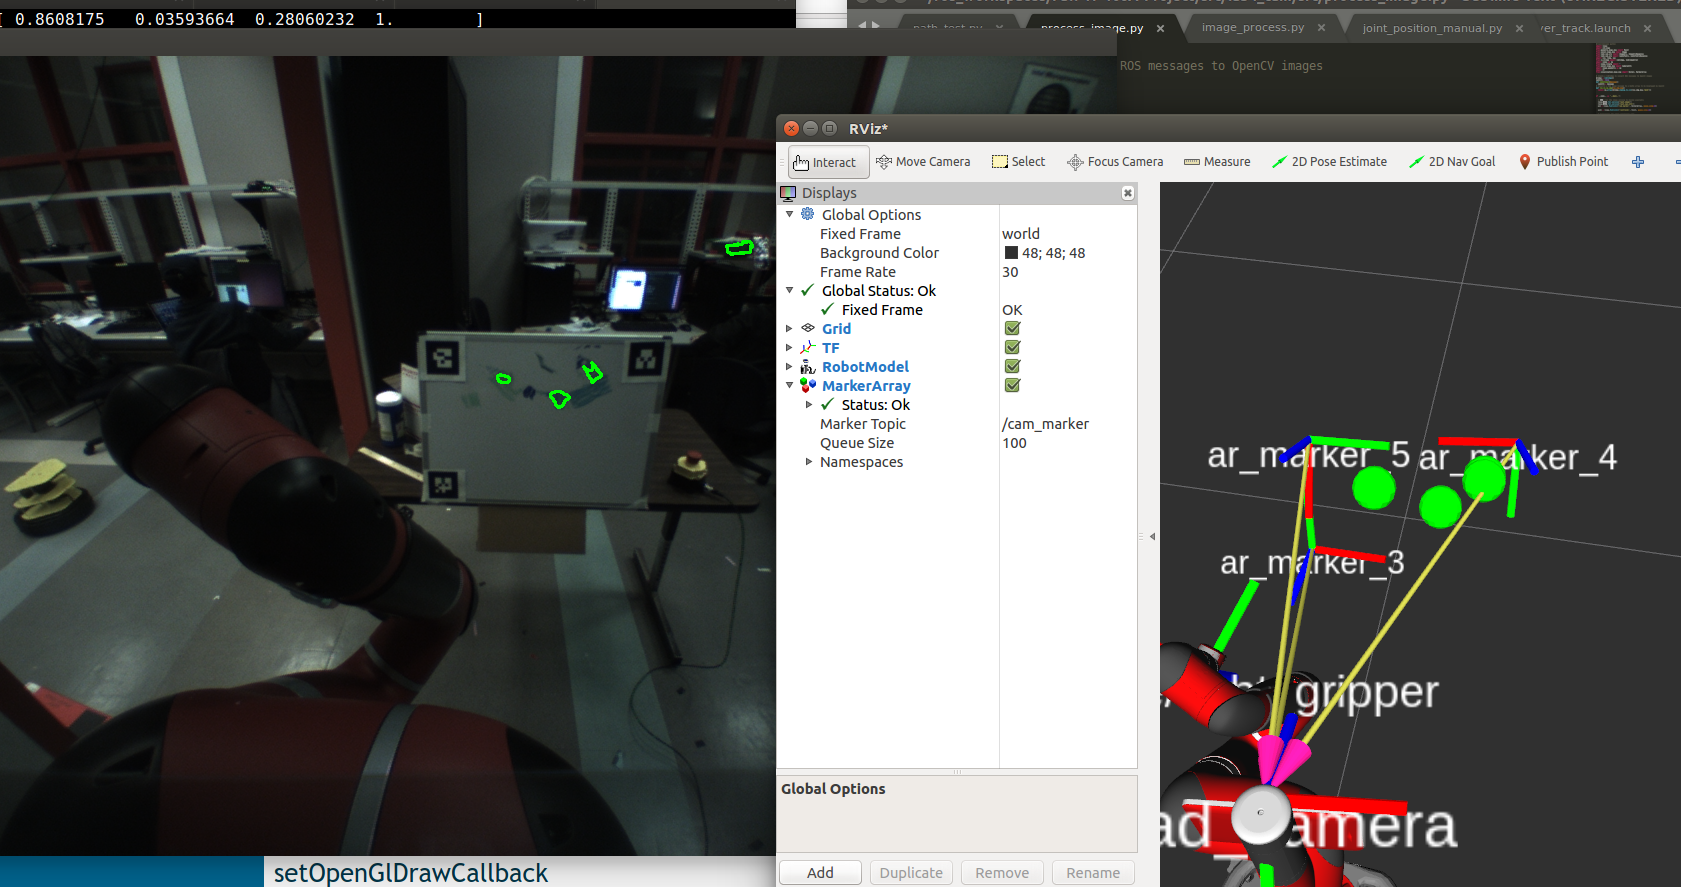 [ 0.8608175   0.03593664  0.28060232  1.        ]
process_image.py
image_process.py
joint_position_manual.py
ver_track.launch
ROS messages to OpenCV images
RViz*
Interact
Move Camera
Select
Focus Camera
Measure
2D Pose Estimate
2D Nav Goal
Publish Point
Displays
Global Options
Fixed Frame world
Background Color 48; 48; 48
Frame Rate 30
Global Status: Ok
Fixed Frame OK
Grid
TF
RobotModel
MarkerArray
Status: Ok
Marker Topic /cam_marker
Queue Size 100
Namespaces
ar_marker_5
ar_marker_4
ar_marker_3
gripper
ad_camera
Global Options
Add
Duplicate
Remove
Rename
setOpenGlDrawCallback